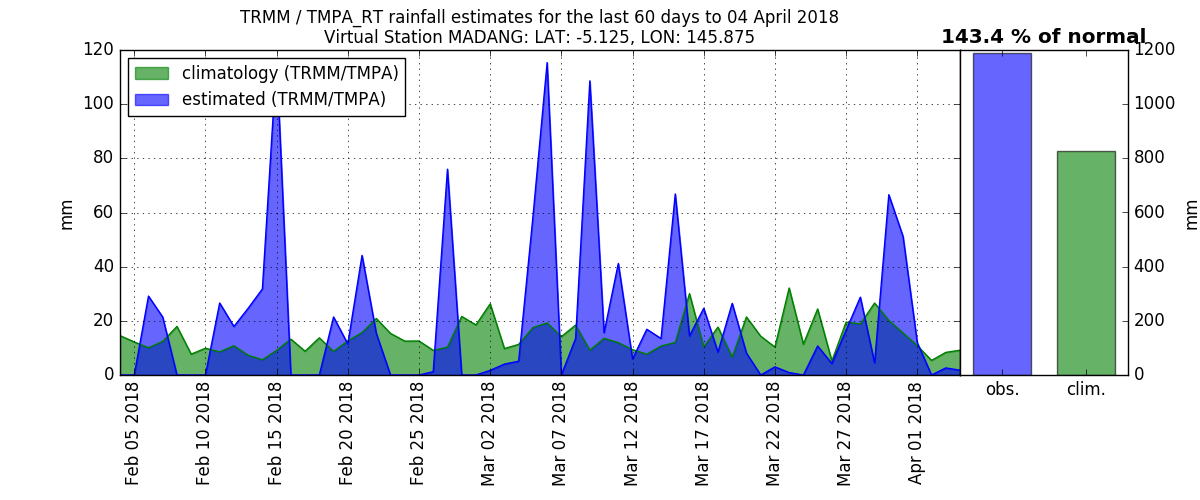 TRMM / TMPA_RT rainfall estimates for the last 60 days to 04 April 2018
Virtual Station MADANG: LAT: -5.125, LON: 145.875
143.4 % of normal
climatology (TRMM/TMPA)
estimated (TRMM/TMPA)
120
100
80
60
40
20
0
mm
Feb 05 2018
Feb 10 2018
Feb 15 2018
Feb 20 2018
Feb 25 2018
Mar 02 2018
Mar 07 2018
Mar 12 2018
Mar 17 2018
Mar 22 2018
Mar 27 2018
Apr 01 2018
obs.
clim.
1200
1000
800
600
400
200
0
mm